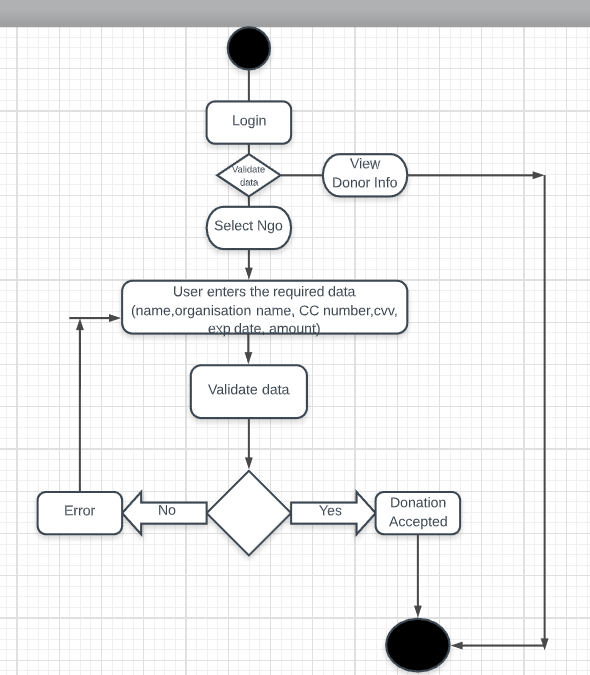 Login
Validate
data
View
Donor Info
Select Ngo
User enters the required data
(name,organisation name, CC number,cvv,
exp date, amount)
Validate data
Error
No
Yes
Donation
Accepted